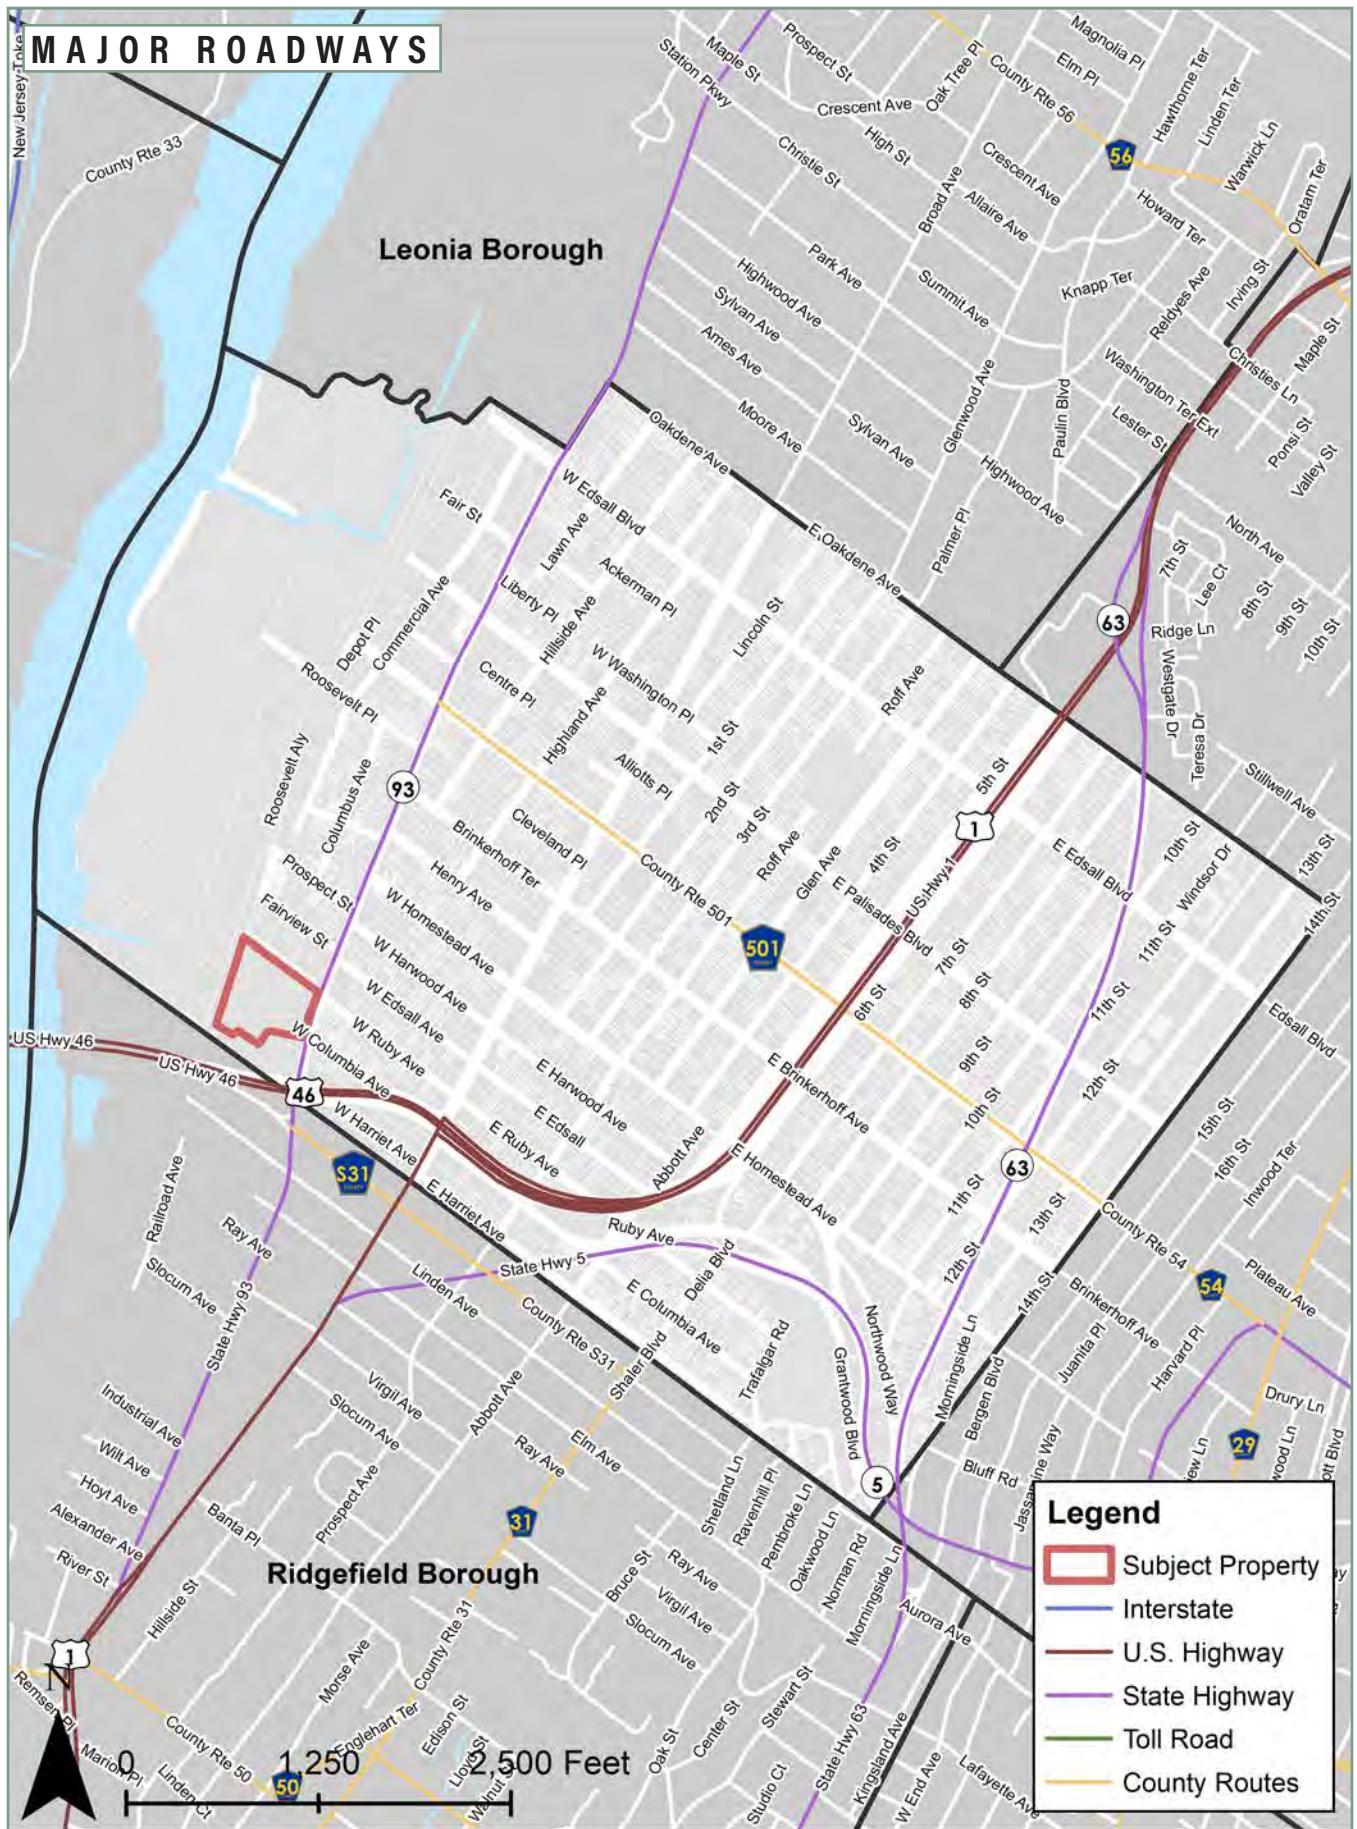 MAJOR ROADWAYS
New Jersey Tnke
County Rte 33
Leonia Borough
Station Pkwy
Maple St
Prospect St
Crescent Ave
Oak Tree Pl
Magnolia Pl
Elm Pl
County Rte 56
56
Hawthorne Ter
Linden Ter
Warwick Ln
Oratam Ter
High St
Christie St
Crescent Ave
Allaire Ave
Broad Ave
Howard Ter
Park Ave
Highwood Ave
Summit Ave
Knapp Ter
Reldyes Ave
Irving St
Maple St
Sylvan Ave
Ames Ave
Moore Ave
Sylvan Ave
Glenwood Ave
Highwood Ave
Paulin Blvd
Washington Ter Ext
Christies Ln
Lester St
Ponsi St
Valley St
Oakdene Ave
E Oakdene Ave
Palmer Pl
North Ave
7th St
Lee Ct
8th St
9th St
10th St
63
Ridge Ln
Westgate Dr
Teresa Dr
Stillwell Ave
Fair St
W Edsall Blvd
Lawn Ave
Liberty Pl
Ackerman Pl
Hillside Ave
Lincoln St
Commercial Ave
Depot Pl
Roosevelt Pl
Centre Pl
W Washington Pl
Highland Ave
1st St
Roff Ave
Alliotts Pl
2nd St
3rd St
Roff Ave
Glen Ave
4th St
5th St
1
Roosevelt Aly
Columbus Ave
93
Cleveland Pl
Brinkerhoff Ter
Henry Ave
County Rte 501
501
E Palisades Blvd
US Hwy 1
E Edsall Blvd
10th St
Windsor Dr
13th St
14th St
11th St
Prospect St
Fairview St
W Homestead Ave
W Harwood Ave
W Edsall Ave
W Ruby Ave
W Columbia Ave
7th St
8th St
6th St
9th St
10th St
11th St
12th St
Edsall Blvd
US Hwy 46
US Hwy 46
46
E Harwood Ave
E Edsall
E Ruby Ave
E Brinkerhoff Ave
E Homestead Ave
Abbott Ave
63
15th St
16th St
Inwood Ter
W Harriet Ave
S31
E Harriet Ave
Ruby Ave
State Hwy 5
Delia Blvd
E Columbia Ave
11th St
13th St
12th St
14th St
County Rte 54
54
Plateau Ave
Brinkerhoff Ave
Railroad Ave
Ray Ave
Slocum Ave
State Hwy 93
Linden Ave
County Rte S31
Shaler Blvd
Trafalgar Rd
Grantwood Blvd
Northwood Way
Morningside Ln
Bergen Blvd
Juanita Pl
Harvard Pl
Drury Ln
29
Industrial Ave
Wilt Ave
Hoyt Ave
Alexander Ave
River St
Virgil Ave
Slocum Ave
Abbott Ave
Ray Ave
Elm Ave
31
5
Bluff Rd
Banta Pl
Prospect Ave
Hillside St
Ridgefield Borough
Shetland Ln
Ravenhill Pl
Pembroke Ln
Oakwood Ln
Norman Rd
Morningside Ln
Aurora Ave
Bruce St
Ray Ave
Virgil Ave
Slocum Ave
1
N
Remsen Pl
Marion Pl
County Rte 50
50
Linden Ct
Morse Ave
County Rte 31
Englehart Ter
Edison St
Lloyd St
Walnut
Oak St
Center St
Stewart St
Studio Ct
State Hwy 63
Kingsland Ave
W End Ave
Lafayette Ave
0 1,250 2,500 Feet
Legend
Subject Property
Interstate
U.S. Highway
State Highway
Toll Road
County Routes